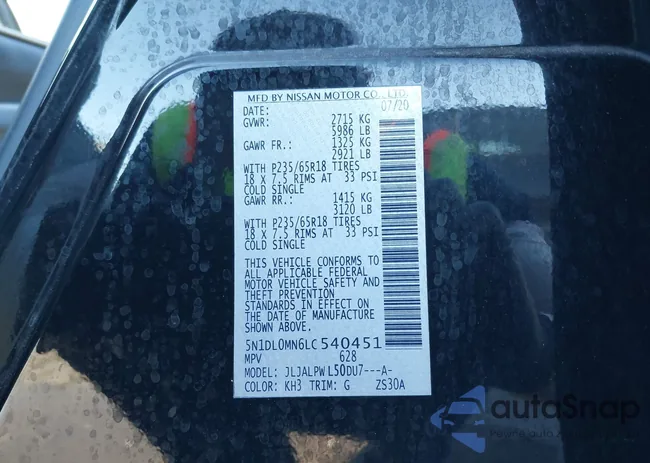 MFD BY NISSAN MOTOR CO., LTD.
DATE: 07/20
GVWR: 2715 KG
5986 LB
GAWR FR.: 1325 KG
2921 LB
WITH P235/65R18 TIRES
18 X 7.5 RIMS AT 33 PSI
COLD SINGLE
GAWR RR.: 1415 KG
3120 LB
WITH P235/65R18 TIRES
18 X 7.5 RIMS AT 33 PSI
COLD SINGLE
THIS VEHICLE CONFORMS TO
ALL APPLICABLE FEDERAL
MOTOR VEHICLE SAFETY AND
THEFT PREVENTION
STANDARDS IN EFFECT ON
THE DATE OF MANUFACTURE
SHOWN ABOVE.
5N1DL0MN6LC540451
MPV 628
MODEL: JLJALPWL50DU7---A-
COLOR: KH3 TRIM: G ZS30A
autoSnap